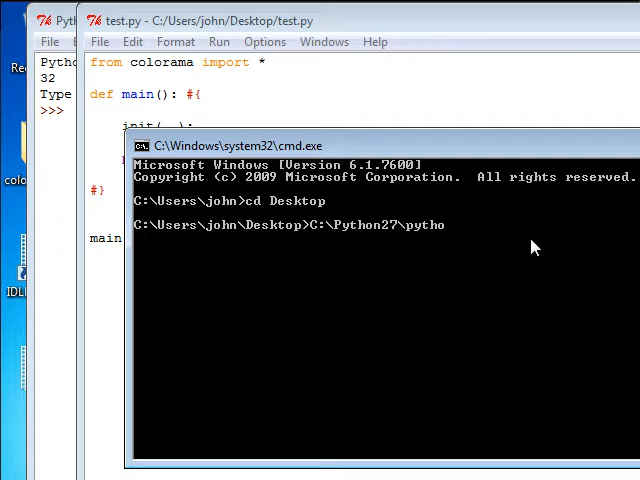 Pyth
test.py - C:/Users/john/Desktop/test.py
File
File Edit Format Run Options Windows Help
Pytho
32
Type
>>>
from colorama import *
def main(): #{
#}
main
C:\Windows\system32\cmd.exe
Microsoft Windows [Version 6.1.7600]
Copyright (c) 2009 Microsoft Corporation. All rights reserved.
C:\Users\john>cd Desktop
C:\Users\john\Desktop>C:\Python27\pytho
Re
colo
IDL